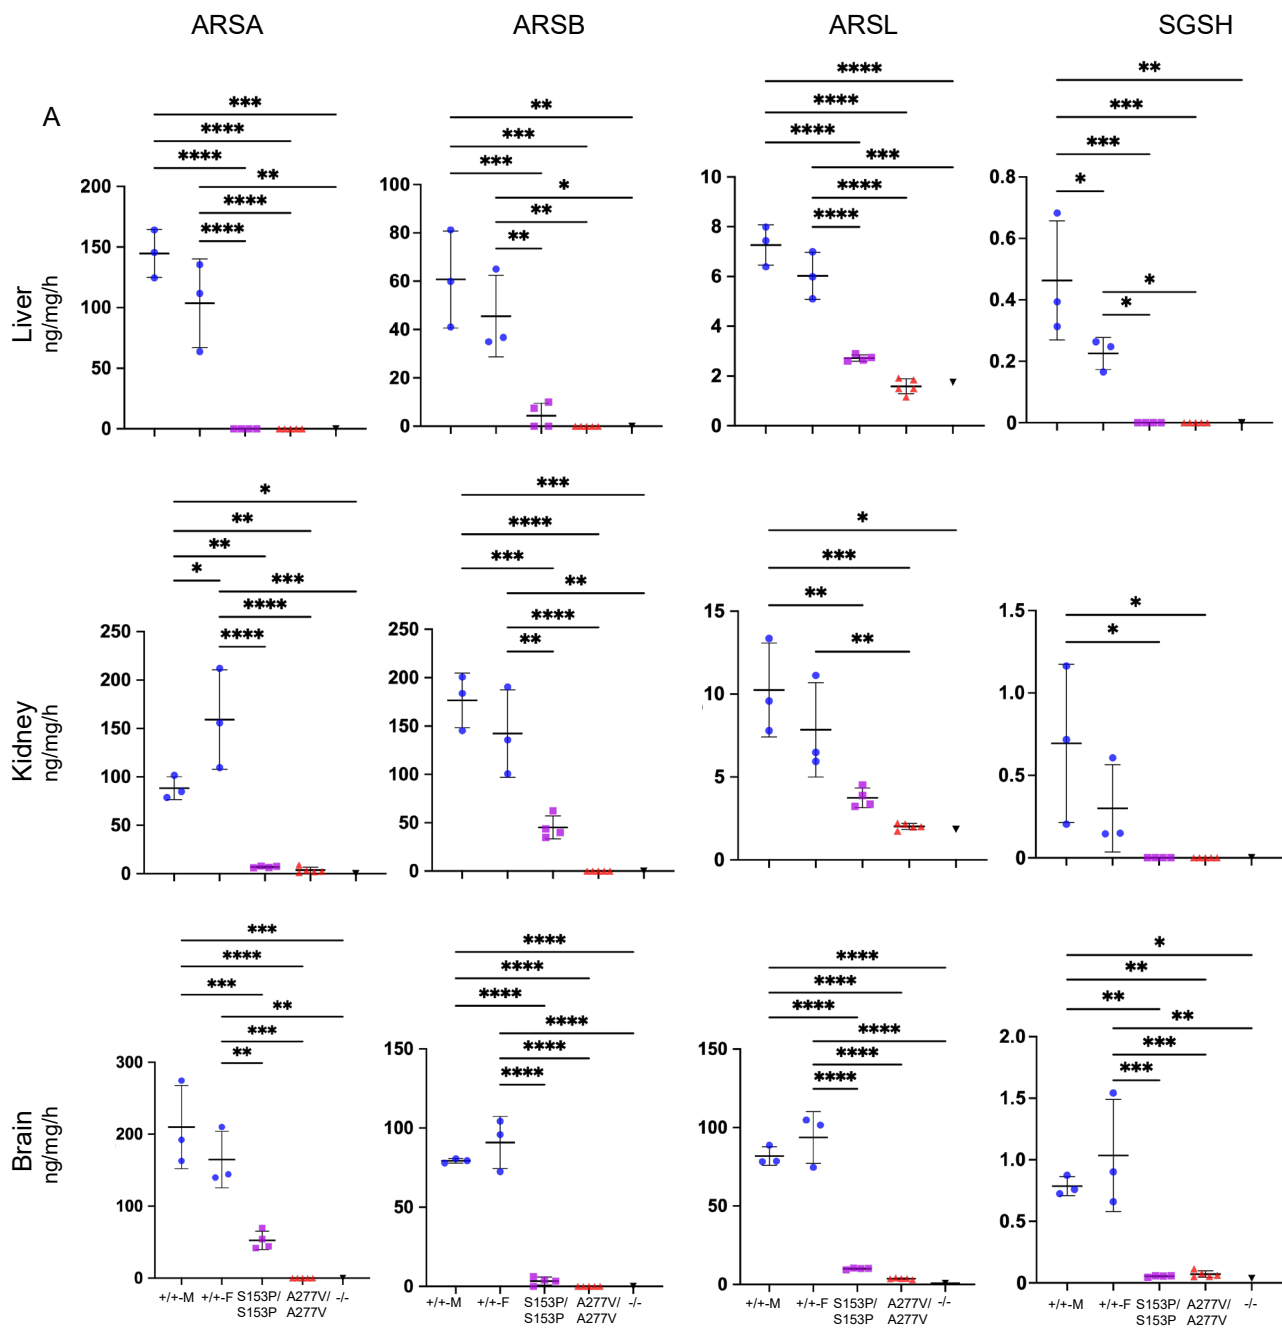 ARSA ARSB ARSL SGSH
A
Liver
ng/mg/h
*** **** **** ** **** ****
200
150
100
50
0
** *** *** * ** **
100
80
60
40
20
0
**** **** **** *** **** ****
10
8
6
4
2
0
** *** *** * * *
0.8
0.6
0.4
0.2
0
Kidney
ng/mg/h
* ** ** * *** **** ****
250
200
150
100
50
0
*** **** *** ** **** **
250
200
150
100
50
0
* *** ** **
15
10
5
0
* *
1.5
1.0
0.5
0
Brain
ng/mg/h
*** **** *** ** *** **
300
200
100
0
**** **** **** **** **** ****
150
100
50
0
**** **** **** **** **** ****
150
100
50
0
* ** ** ** *** ***
2.0
1.5
1.0
0.5
0
+/+-M +/+-F S153P/ A277V/ -/-
S153P A277V
+/+-M +/+-F S153P/ A277V/ -/-
S153P A277V
+/+-M +/+-F S153P/ A277V/ -/-
S153P A277V
+/+-M +/+-F S153P/ A277V/ -/-
S153P A277V